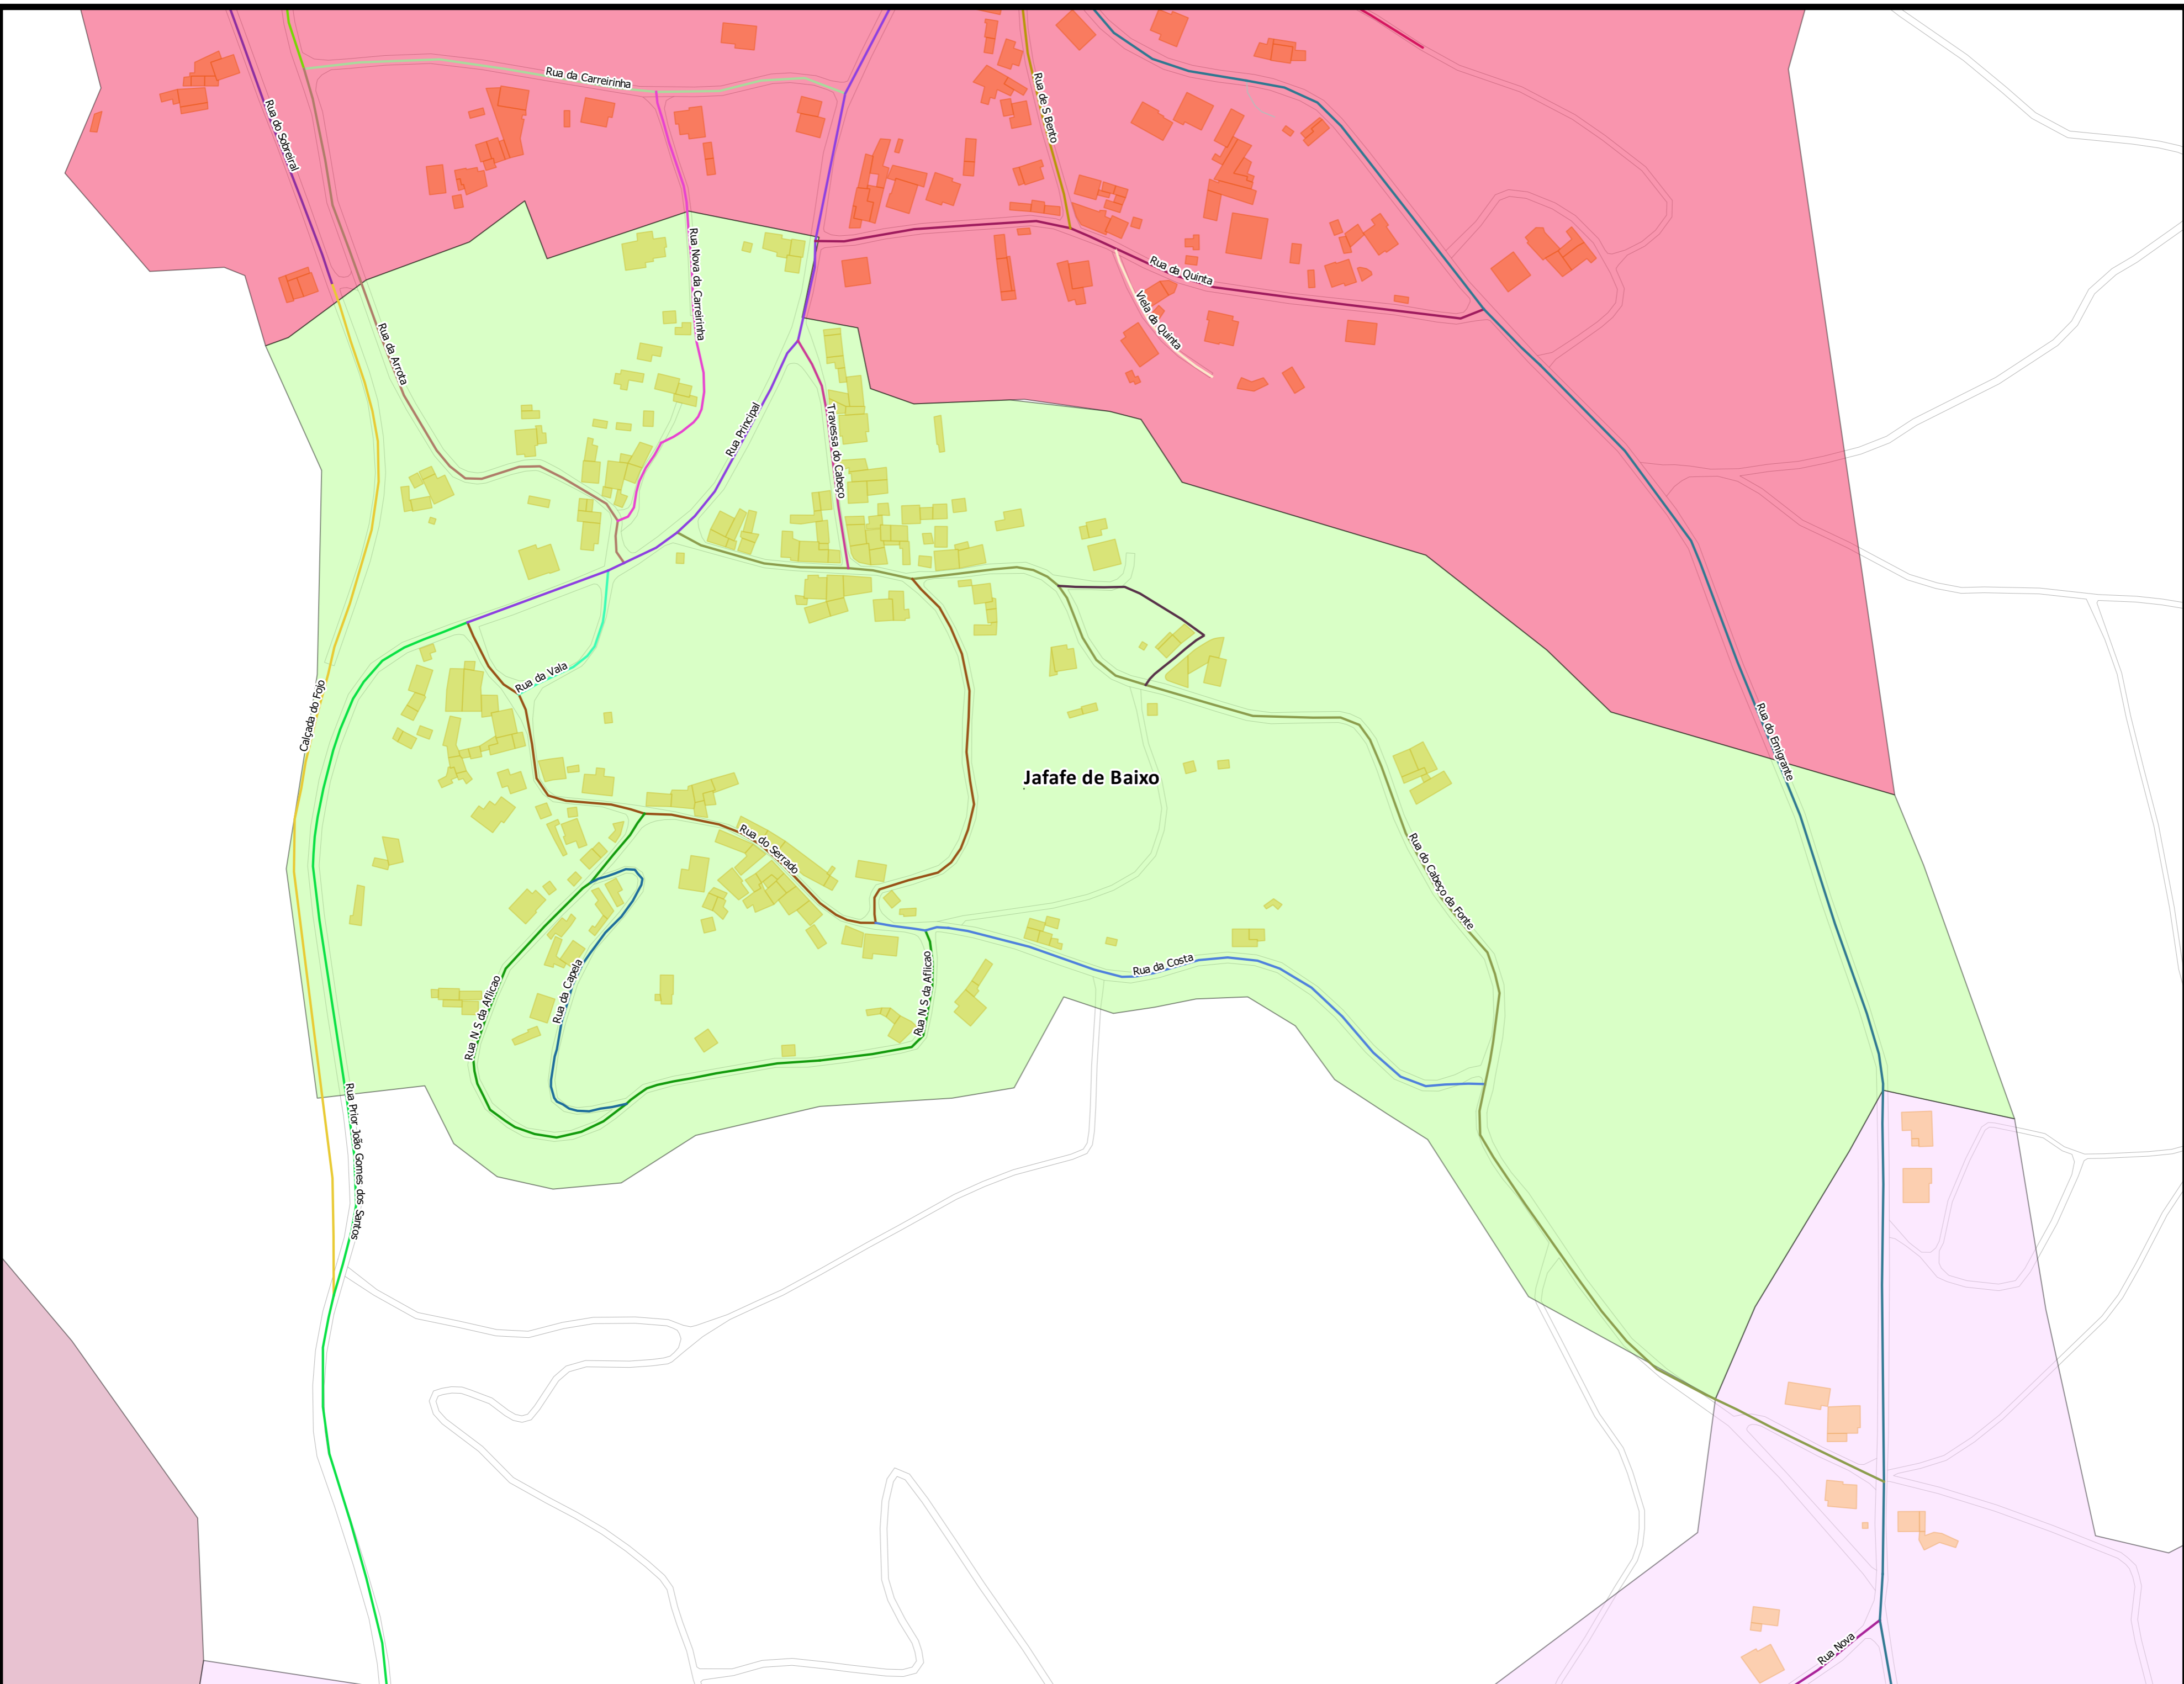 Rua da Carreirinha
Rua do Sobreiral
Rua de S Bento
Rua Nova da Carreirinha
Rua da Quinta
Viela da Quinta
Rua da Arrota
Rua Principal
Travessa do Cabeço
Rua da Vala
Calçada do Fojo
Rua do Emigrante
Jafafe de Baixo
Rua do Serrado
Rua do Cabeço da Fonte
Rua da Costa
Rua N S da Aflicao
Rua da Capela
Rua N S da Aflicao
Rua Prior João Gomes dos Santos
Rua Nova